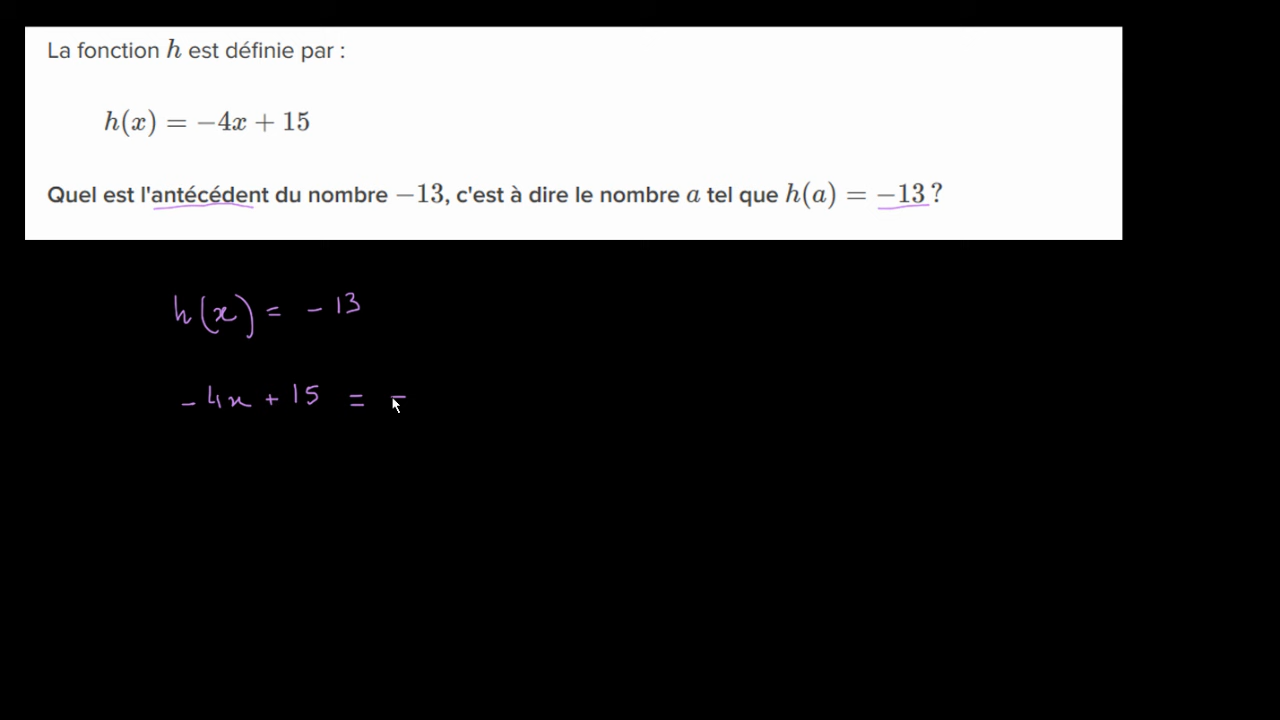 La fonction h est définie par :
h(x) = −4x + 15
Quel est l'antécédent du nombre −13, c'est à dire le nombre a tel que h(a) = −13 ?
h(x) = - 13
- 4x + 15 = -